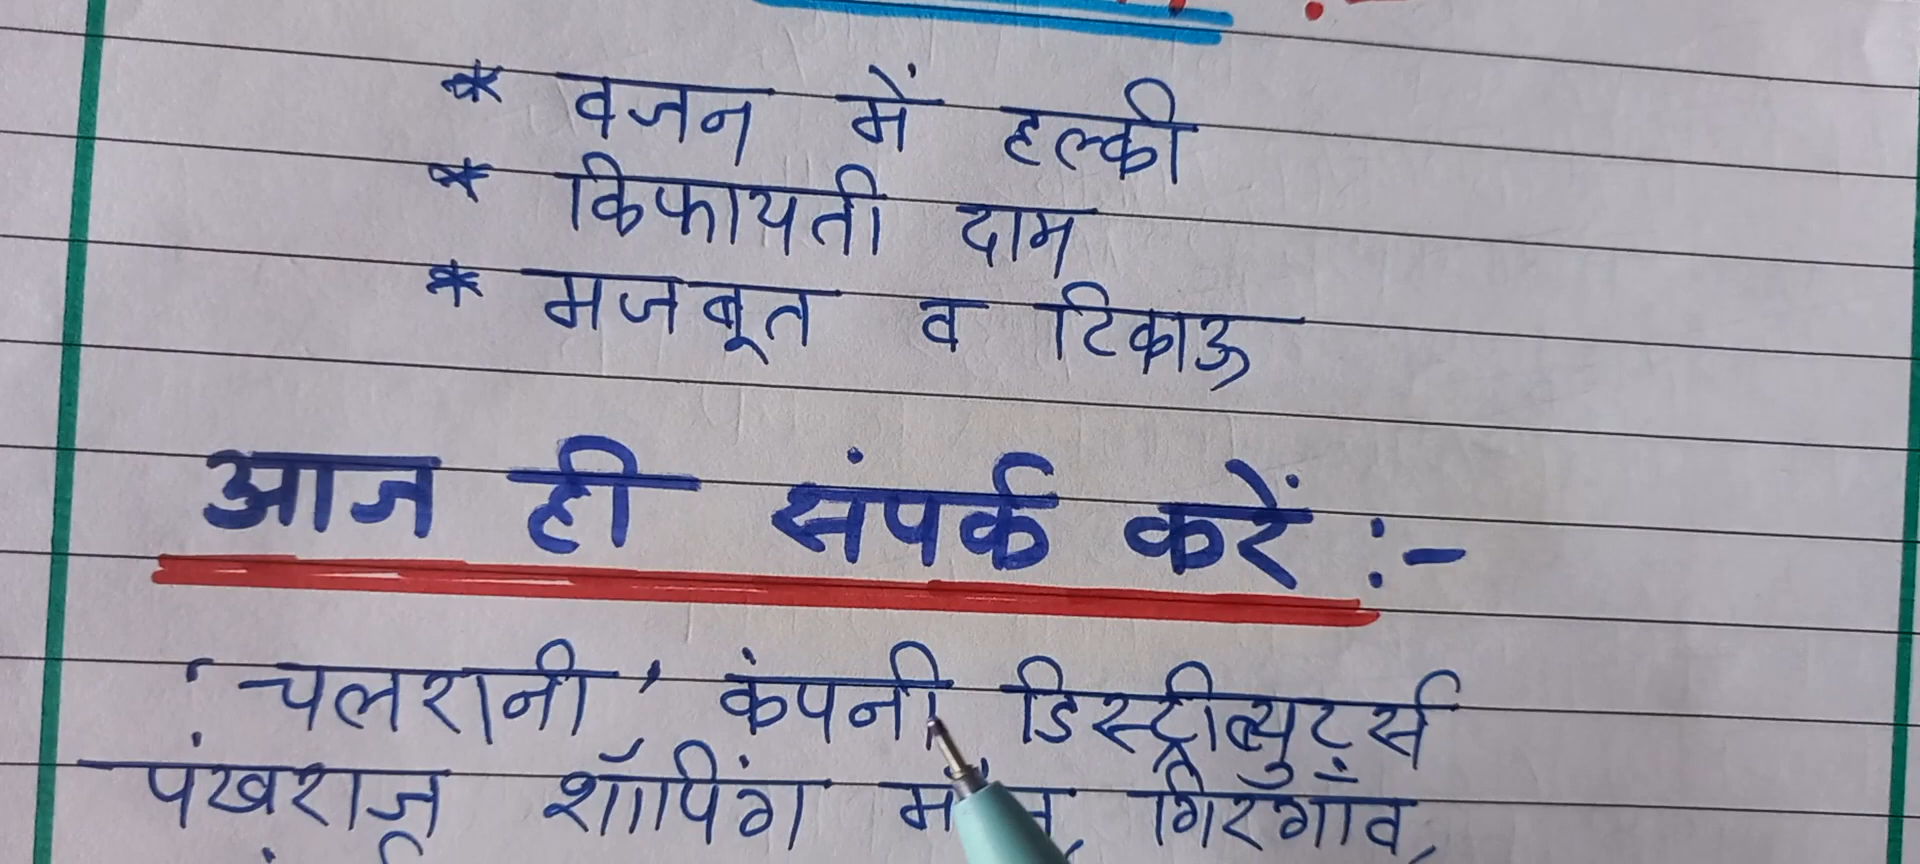 * वजन में हल्की
* किफायती दाम
* मजबूत व टिकाऊ
आज ही संपर्क करें :-
'चलरानी' कंपनी डिस्ट्रीब्युटर्स
पंखराज शॉपिंग गिरगाँव,